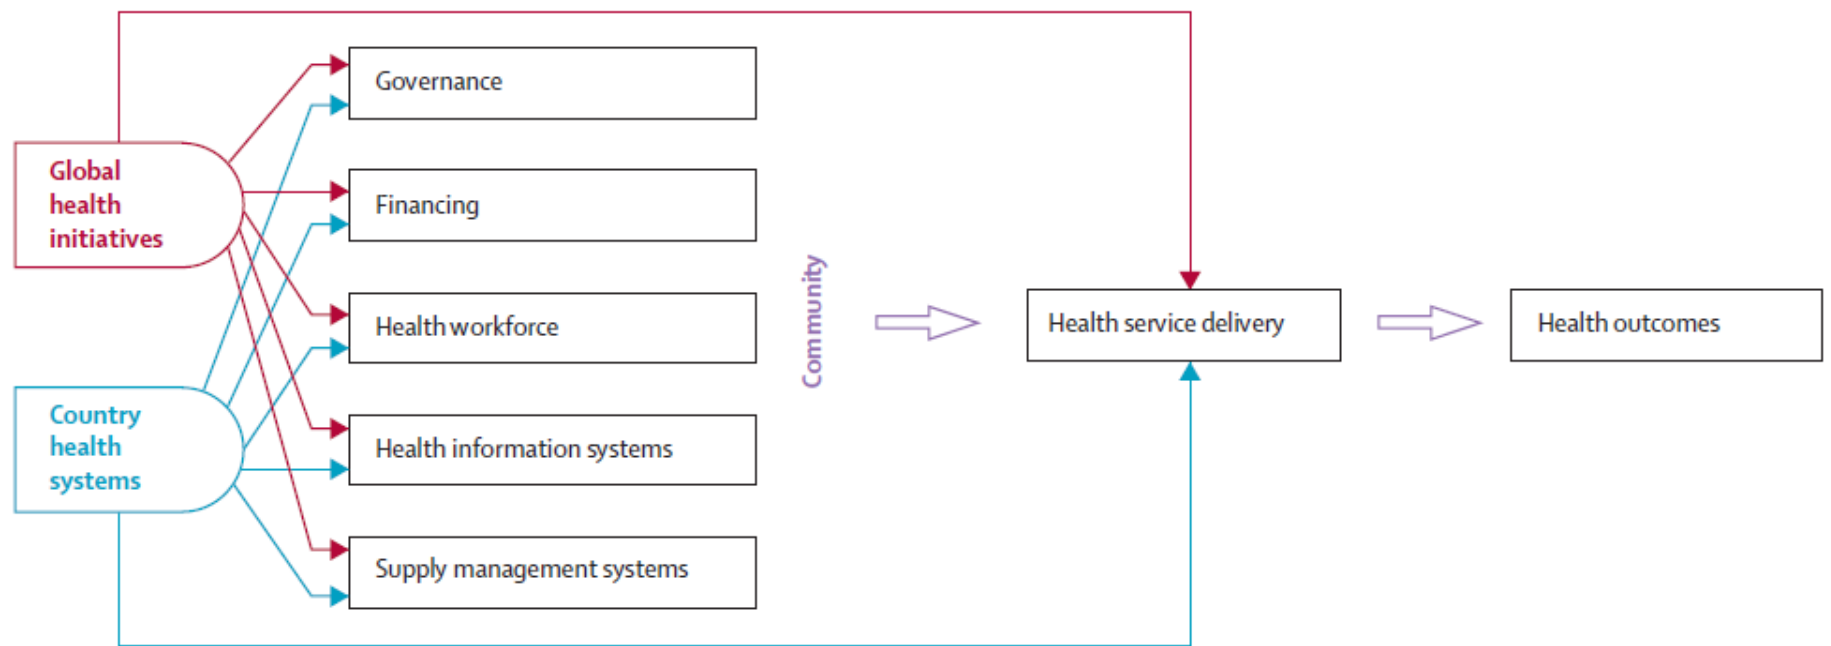 Global
health
initiatives
Country
health
systems
Governance
Financing
Health workforce
Health information systems
Supply management systems
Community
Health service delivery
Health outcomes